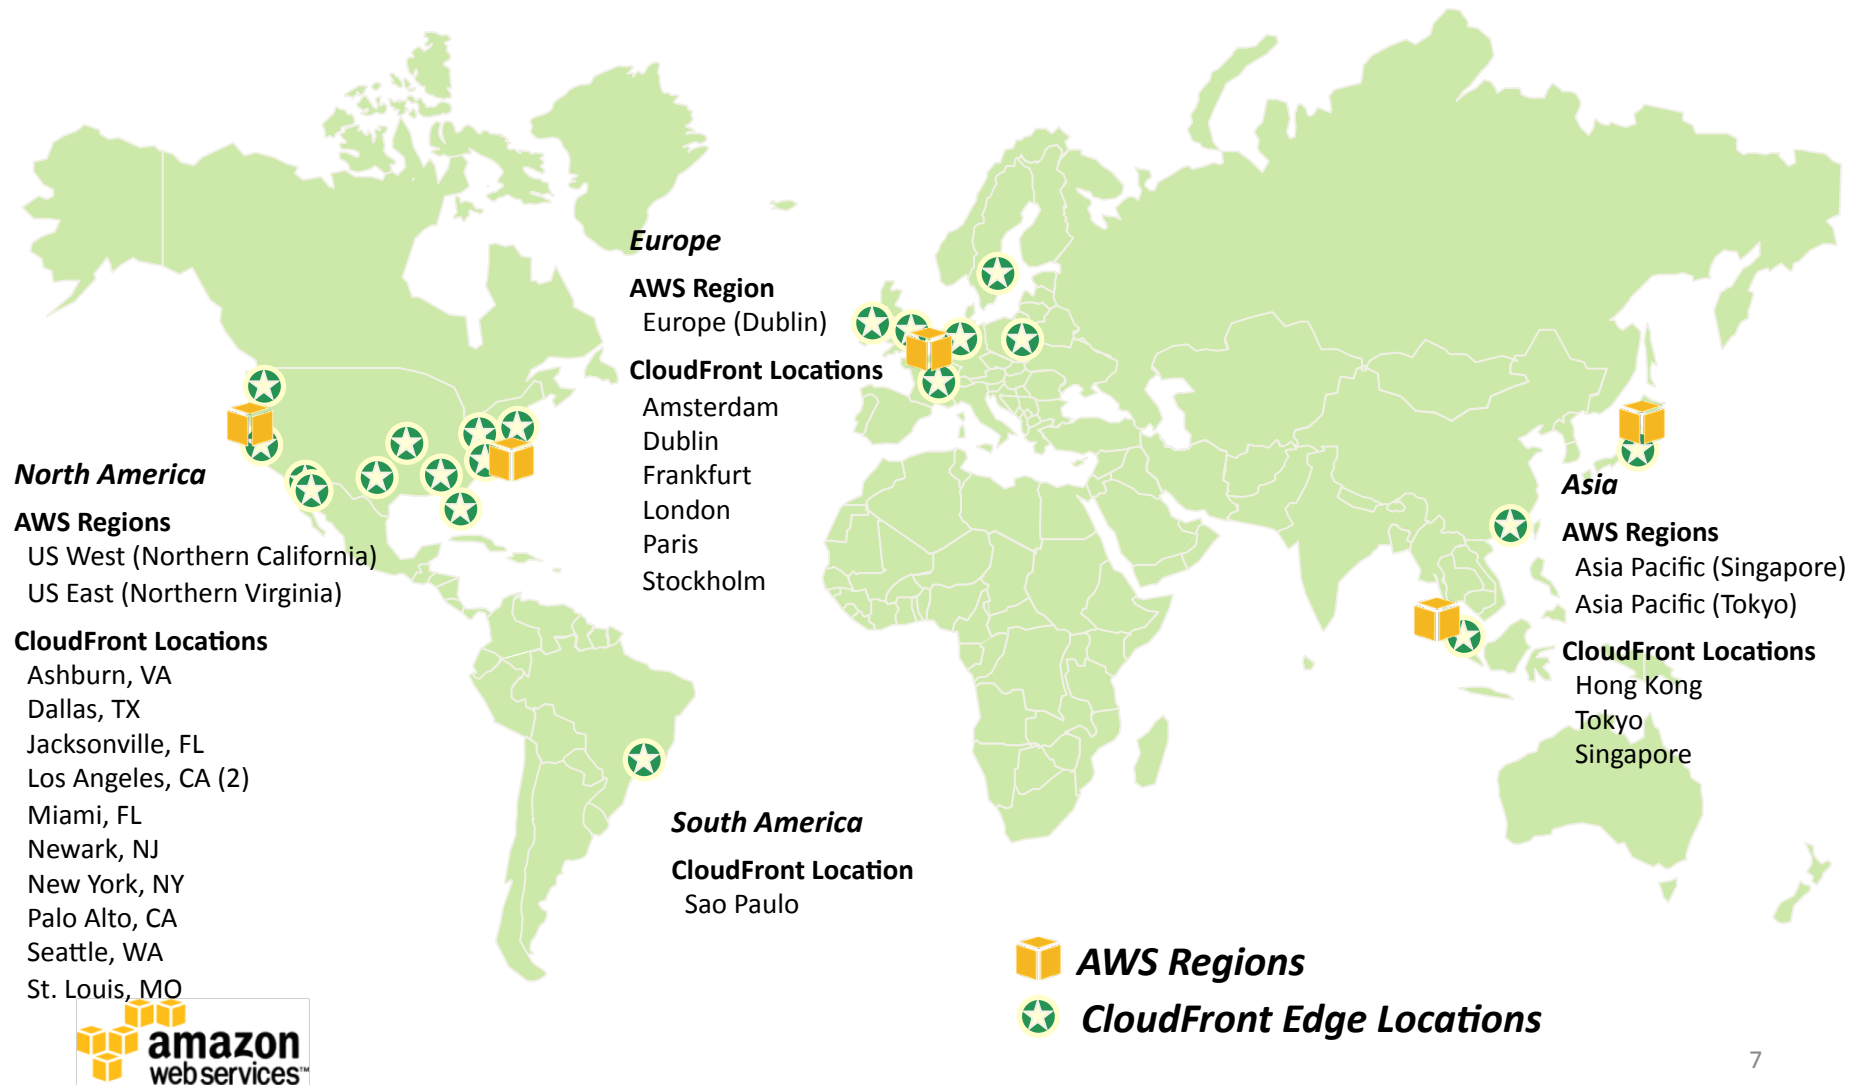 Europe
AWS Region
Europe (Dublin)
CloudFront Locations
Amsterdam
Dublin
Frankfurt
London
Paris
Stockholm
North America
AWS Regions
US West (Northern California)
US East (Northern Virginia)
CloudFront Locations
Ashburn, VA
Dallas, TX
Jacksonville, FL
Los Angeles, CA (2)
Miami, FL
Newark, NJ
New York, NY
Palo Alto, CA
Seattle, WA
St. Louis, MO
Asia
AWS Regions
Asia Pacific (Singapore)
Asia Pacific (Tokyo)
CloudFront Locations
Hong Kong
Tokyo
Singapore
South America
CloudFront Location
Sao Paulo
AWS Regions
CloudFront Edge Locations
amazon
webservices™
7